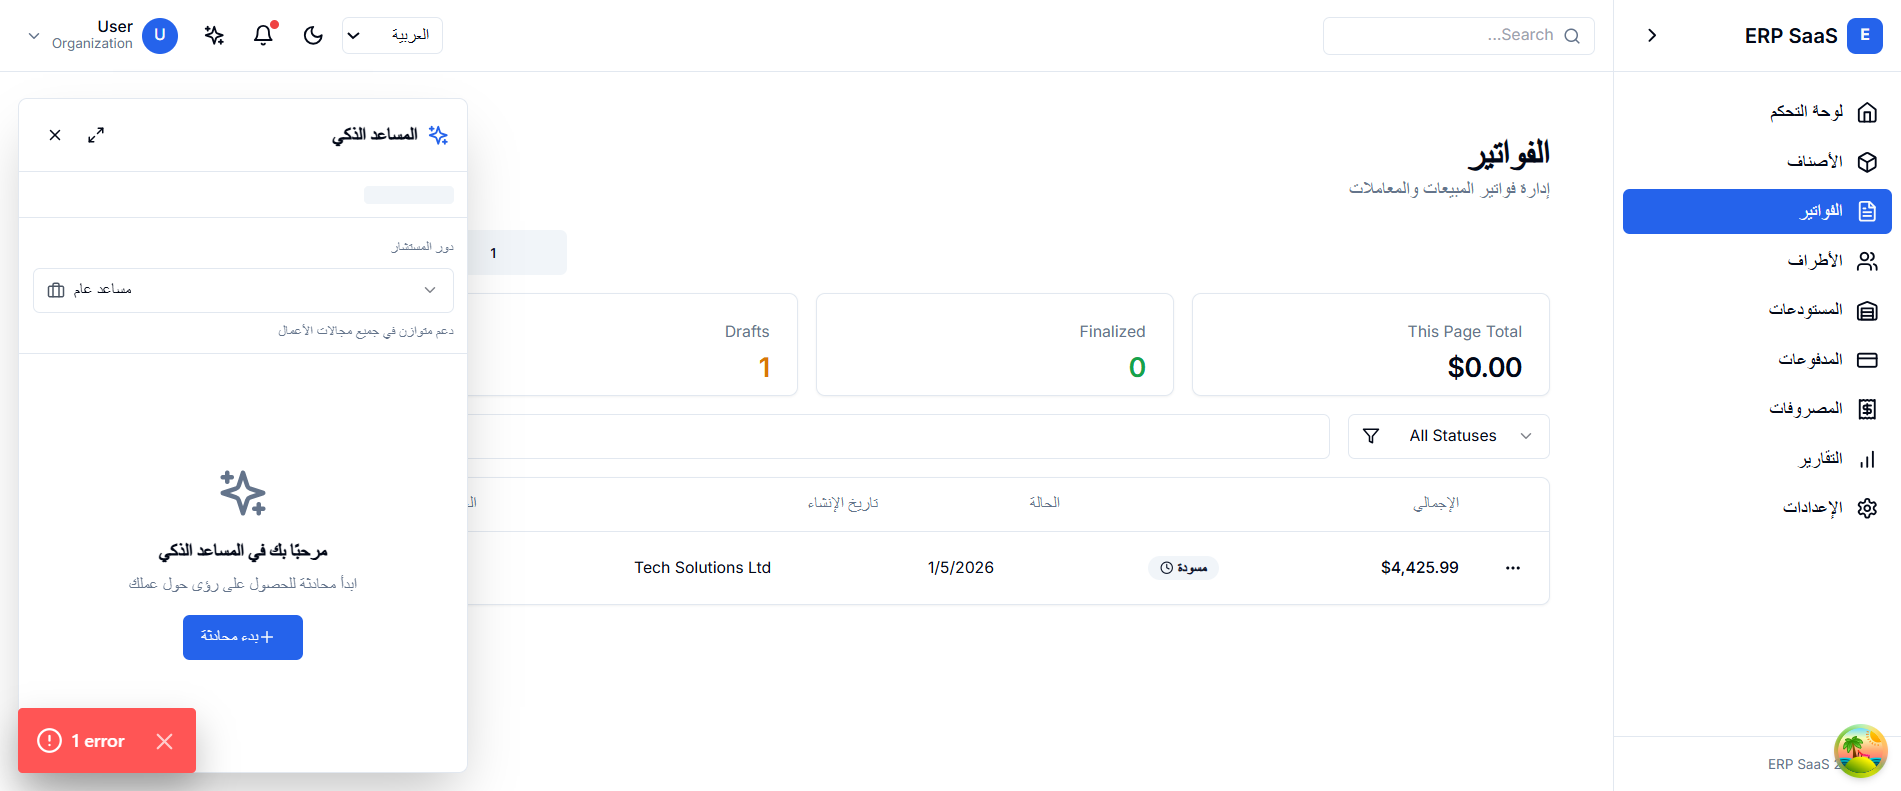 ERP SaaS
E
Search...
العربية
U
User
Organization
لوحة التحكم
الأصناف
الفواتير
الأطراف
المستودعات
المدفوعات
المصروفات
التقارير
الإعدادات
ERP SaaS 2
الفواتير
إدارة فواتير المبيعات والمعاملات
1
This Page Total
$0.00
Finalized
0
Drafts
1
All Statuses
الإجمالي
الحالة
تاريخ الإنشاء
$4,425.99
مسودة
1/5/2026
Tech Solutions Ltd
المساعد الذكي
دور المستشار
مساعد عام
دعم متوازن في جميع مجالات الأعمال
مرحبًا بك في المساعد الذكي
ابدأ محادثة للحصول على رؤى حول عملك
بدء محادثة
1 error